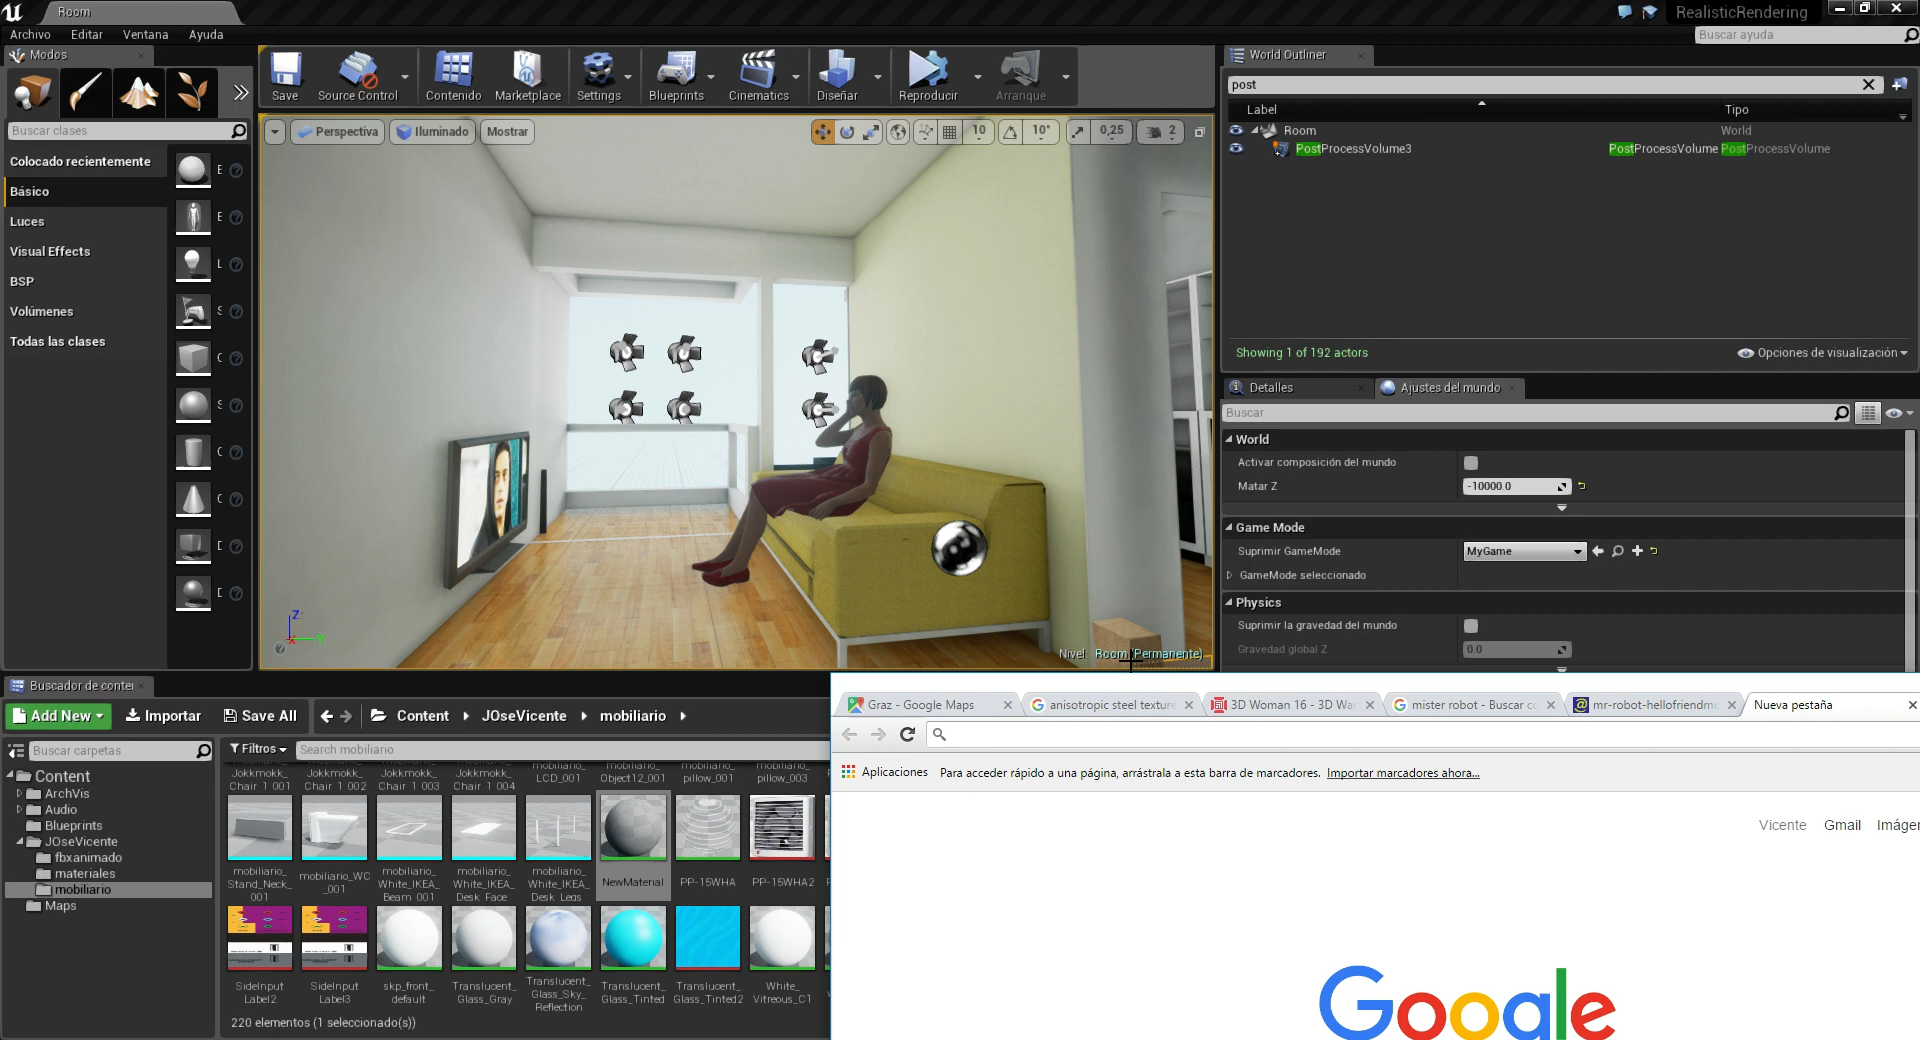 Room
RealisticRendering
Archivo Editar Ventana Ayuda
Buscar ayuda
Modos
Save
Source Control
Contenido
Marketplace
Settings
Blueprints
Cinematics
Diseñar
Reproducir
Arranque
World Outliner
post
Label
Tipo
Room
World
PostProcessVolume3
PostProcessVolume PostProcessVolume
Showing 1 of 192 actors
Opciones de visualización
Buscar clases
Colocado recientemente
Básico
Luces
Visual Effects
BSP
Volúmenes
Todas las clases
E
E
L
S
C
S
C
C
D
D
Perspectiva
Iluminado
Mostrar
10
10°
0,25
2
Z
Nivel: Room (Permanente)
Detalles
Ajustes del mundo
Buscar
World
Activar composición del mundo
Matar Z
-10000.0
Game Mode
Suprimir GameMode
MyGame
GameMode seleccionado
Physics
Suprimir la gravedad del mundo
Gravedad global Z
0.0
Buscador de conter
Add New
Importar
Save All
Content
JOseVicente
mobiliario
Buscar carpetas
Filtros
Search mobiliario
Content
ArchVis
Audio
Blueprints
JOseVicente
fbxanimado
materiales
mobiliario
Maps
Jokkmokk_ Chair_1_001
Jokkmokk_ Chair_1_002
Jokkmokk_ Chair_1_003
Jokkmokk_ Chair_1_004
mobiliario_ LCD_001
mobiliario_ Object12_001
mobiliario_ pillow_001
mobiliario_ pillow_003
mobiliario_ Stand_Neck_ 001
mobiliario_WC _001
mobiliario_ White_IKEA_ Beam_001
mobiliario_ White_IKEA_ Desk_Face_
mobiliario_ White_IKEA_ Desk_Legs_
NewMaterial
PP-15WHA
PP-15WHA2
SideInput Label2
SideInput Label3
skp_front_ default
Translucent_ Glass_Gray
Translucent_ Glass_Sky_ Reflection
Translucent_ Glass_Tinted
Translucent_ Glass_Tinted2
White_ Vitreous_C1
220 elementos (1 seleccionado(s))
Graz - Google Maps
anisotropic steel texture
3D Woman 16 - 3D Wa
mister robot - Buscar co
mr-robot-hellofriendmo
Nueva pestaña
Aplicaciones
Para acceder rápido a una página, arrástrala a esta barra de marcadores. Importar marcadores ahora...
Vicente Gmail Imáger
Google